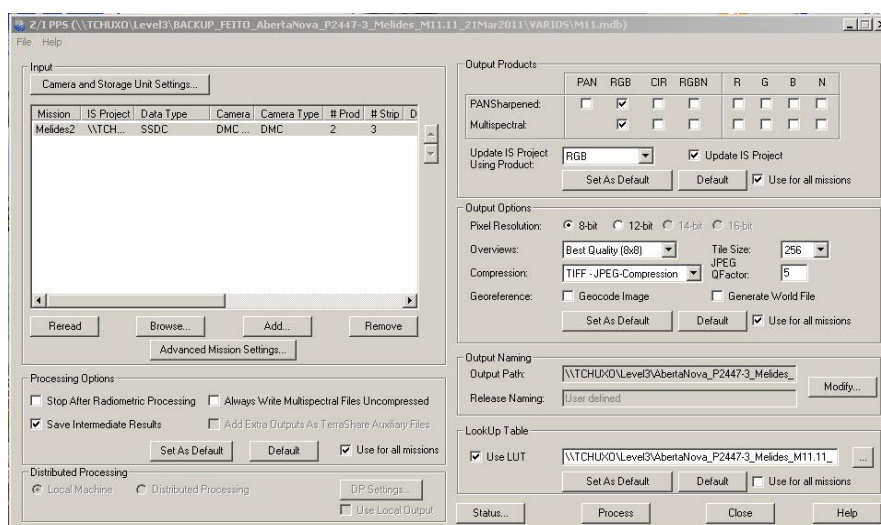 Z/I PPS (\\TCHUXO\Level3\BACKUP_FEITO_AbertaNova_P2447-3_Melides_M11.11_21Mar2011\VARIOS\M11.mdb)
File Help
Input
Camera and Storage Unit Settings...
Mission IS Project Data Type Camera Camera Type # Prod # Strip D
Melides2 \\TCH... SSDC DMC ... DMC 2 3
Reread Browse... Add... Remove
Advanced Mission Settings...
Processing Options
Stop After Radiometric Processing Always Write Multispectral Files Uncompressed
Save Intermediate Results Add Extra Outputs As TerraShare Auxiliary Files
Set As Default Default Use for all missions
Distributed Processing
Local Machine Distributed Processing DP Settings...
Use Local Output
Output Products
PAN RGB CIR RGBN R G B N
PANSharpened:
Multispectral:
Update IS Project Using Product: RGB Update IS Project
Set As Default Default Use for all missions
Output Options
Pixel Resolution: 8-bit 12-bit 14-bit 16-bit
Overviews: Best Quality (8x8) Tile Size: 256
Compression: TIFF - JPEG-Compression JPEG QFactor: 5
Georeference: Geocode Image Generate World File
Set As Default Default Use for all missions
Output Naming
Output Path: \\TCHUXO\Level3\AbertaNova_P2447-3_Melides_
Modify...
Release Naming: User defined
LookUp Table
Use LUT \\TCHUXO\Level3\AbertaNova_P2447-3_Melides_M11.11_ ...
Set As Default Default Use for all missions
Status... Process Close Help